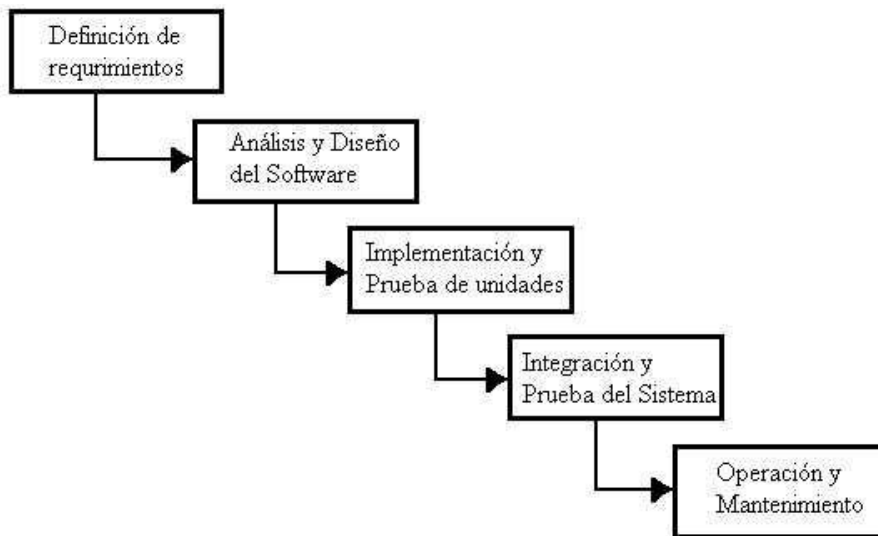 Definición de
requrimientos
Análisis y Diseño
del Software
Implementación y
Prueba de unidades
Integración y
Prueba del Sistema
Operación y
Mantenimiento